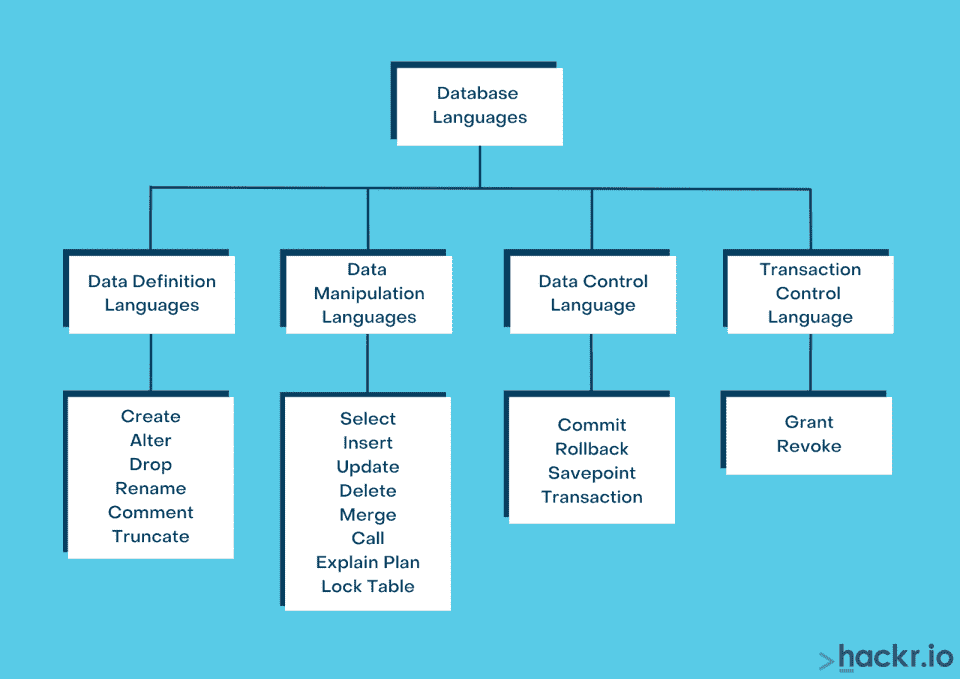 Database
Languages
Data Definition
Languages
Data
Manipulation
Languages
Data Control
Language
Transaction
Control
Language
Create
Alter
Drop
Rename
Comment
Truncate
Select
Insert
Update
Delete
Merge
Call
Explain Plan
Lock Table
Commit
Rollback
Savepoint
Transaction
Grant
Revoke
>hackr.io